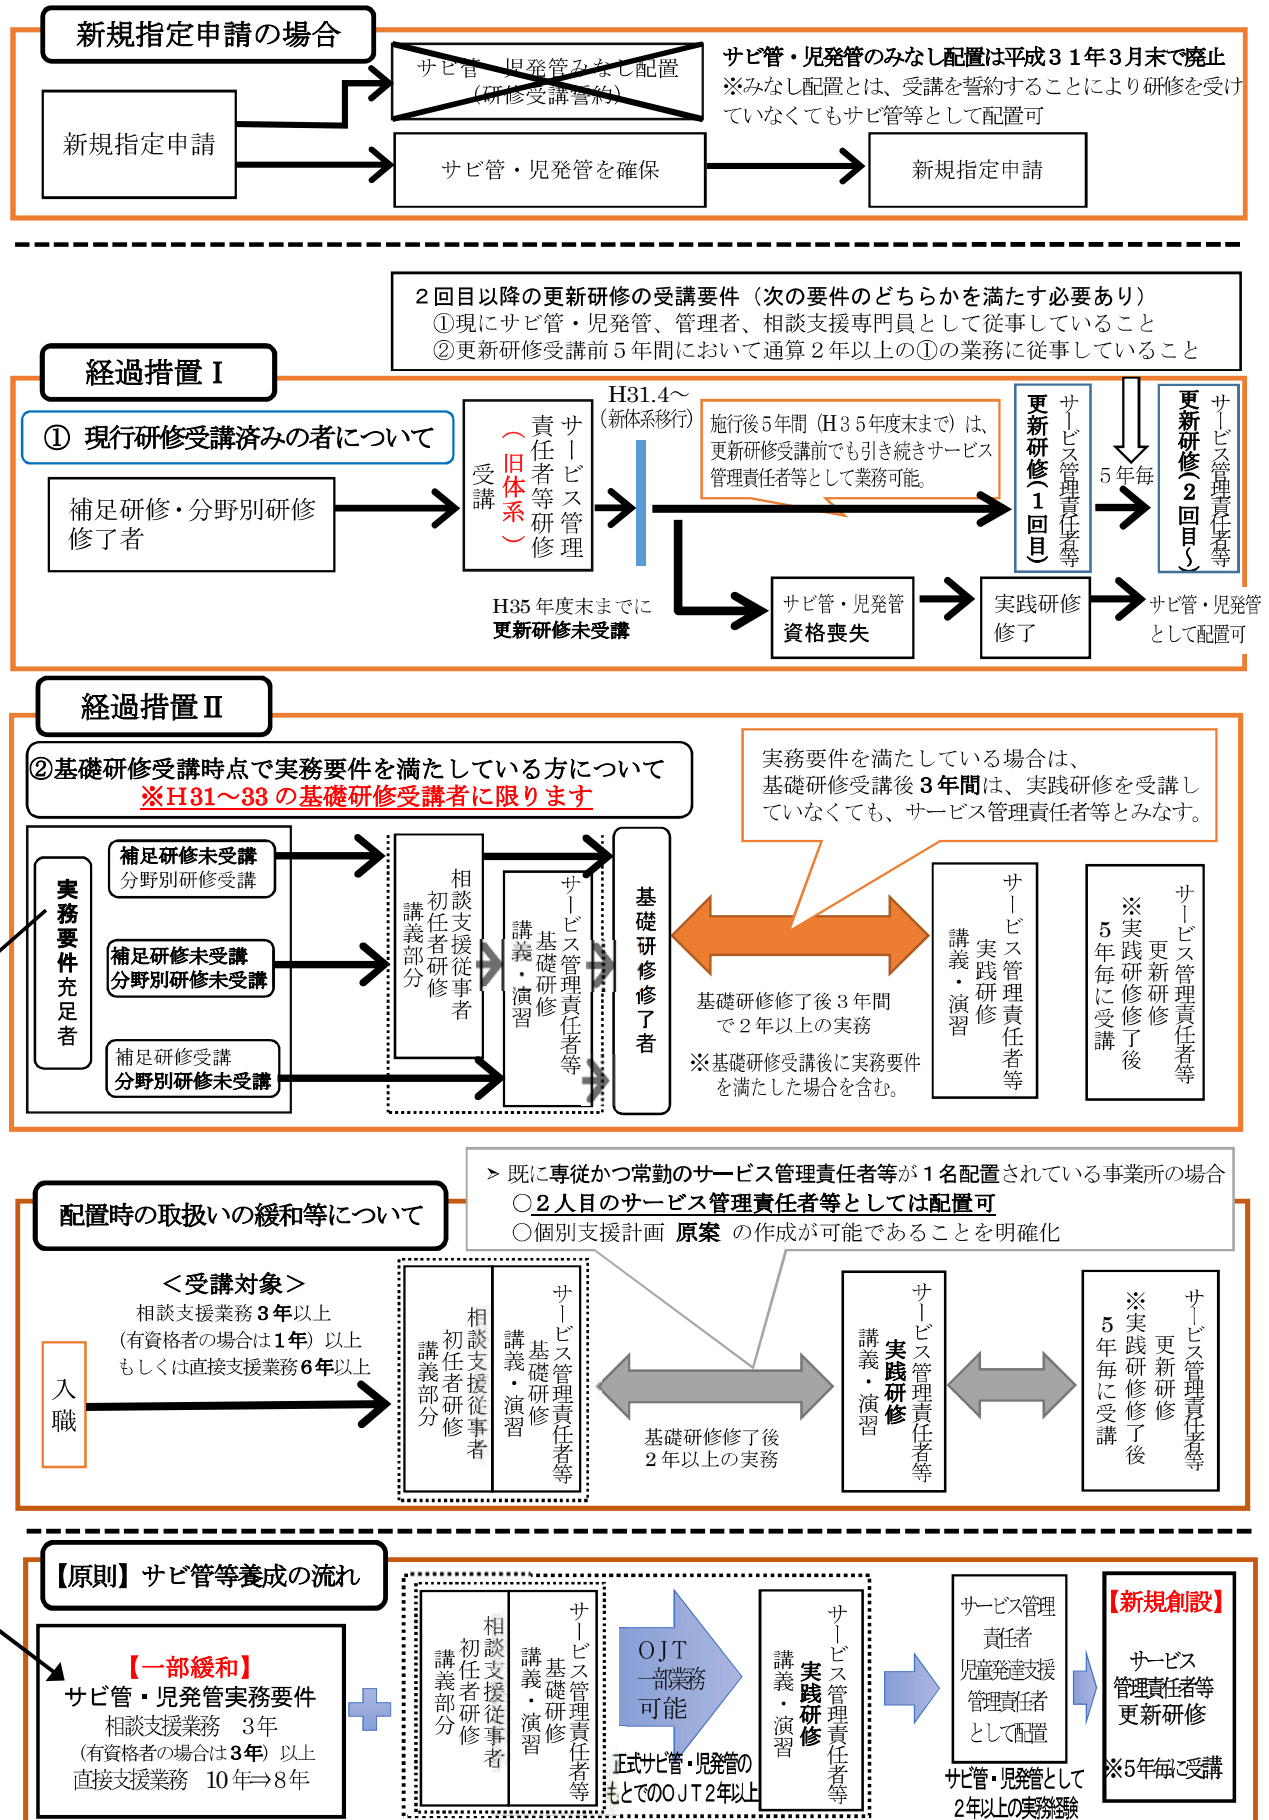 新規指定申請の場合
サビ管・児発管みなし配置
(研修受講誓約)
サビ管・児発管のみなし配置は平成31年3月末で廃止
※みなし配置とは、受講を誓約することにより研修を受け
ていなくてもサビ管等として配置可
新規指定申請
サビ管・児発管を確保
新規指定申請
2回目以降の更新研修の受講要件（次の要件のどちらかを満たす必要あり）
①現にサビ管・児発管、管理者、相談支援専門員として従事していること
②更新研修受講前5年間において通算2年以上の①の業務に従事していること
経過措置Ⅰ
① 現行研修受講済みの者について
補足研修・分野別研修
修了者
サービス管理
責任者等研修
（旧体系）
受講
H31.4～
(新体系移行)
施行後5年間（H35年度末まで）は、
更新研修受講前でも引き続きサービス
管理責任者等として業務可能。
サービス管理責任者等
更新研修(1回目)
5年毎
サービス管理責任者等
更新研修(2回目～)
H35年度末までに
更新研修未受講
サビ管・児発管
資格喪失
実践研修
修了
サビ管・児発管
として配置可
経過措置Ⅱ
②基礎研修受講時点で実務要件を満たしている方について
※H31～33の基礎研修受講者に限ります
実務要件を満たしている場合は、
基礎研修受講後3年間は、実践研修を受講し
ていなくても、サービス管理責任者等とみなす。
実務要件充足者
補足研修未受講
分野別研修受講
補足研修未受講
分野別研修未受講
補足研修受講
分野別研修未受講
相談支援従事者
初任者研修
講義部分
サービス管理責任者等
基礎研修
講義・演習
基礎研修修了者
基礎研修修了後3年間
で2年以上の実務
※基礎研修受講後に実務要件
を満たした場合を含む。
サービス管理責任者等
実践研修
講義・演習
サービス管理責任者等
更新研修
※実践研修修了後
5年毎に受講
配置時の取扱いの緩和等について
➢ 既に専従かつ常勤のサービス管理責任者等が1名配置されている事業所の場合
○2人目のサービス管理責任者等としては配置可
○個別支援計画 原案 の作成が可能であることを明確化
＜受講対象＞
相談支援業務3年以上
(有資格者の場合は1年）以上
もしくは直接支援業務6年以上
入職
相談支援従事者
初任者研修
講義部分
サービス管理責任者等
基礎研修
講義・演習
基礎研修修了後
2年以上の実務
サービス管理責任者等
実践研修
講義・演習
サービス管理責任者等
更新研修
※実践研修修了後
5年毎に受講
【原則】サビ管等養成の流れ
【一部緩和】
サビ管・児発管実務要件
相談支援業務 3年
(有資格者の場合は3年）以上
直接支援業務 10年⇒8年
相談支援従事者
初任者研修
講義部分
サービス管理責任者等
基礎研修
講義・演習
OJT
一部業務
可能
正式サビ管・児発管の
もとでのOJT2年以上
サービス管理責任者等
実践研修
講義・演習
サービス管理
責任者
児童発達支援
管理責任者
として配置
サビ管・児発管として
2年以上の実務経験
【新規創設】
サービス
管理責任者等
更新研修
※5年毎に受講